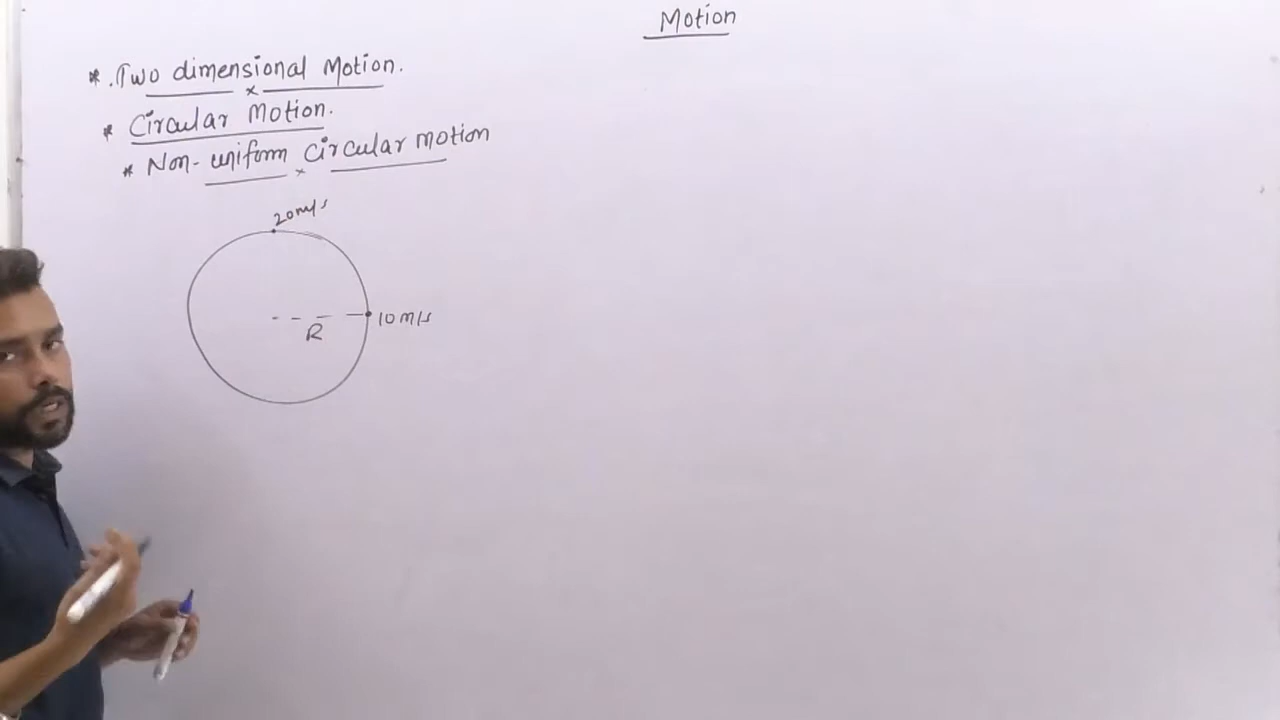 Motion
* . Two dimensional Motion.
* Circular Motion.
* Non-uniform Circular motion
20m/s
10m/s
R